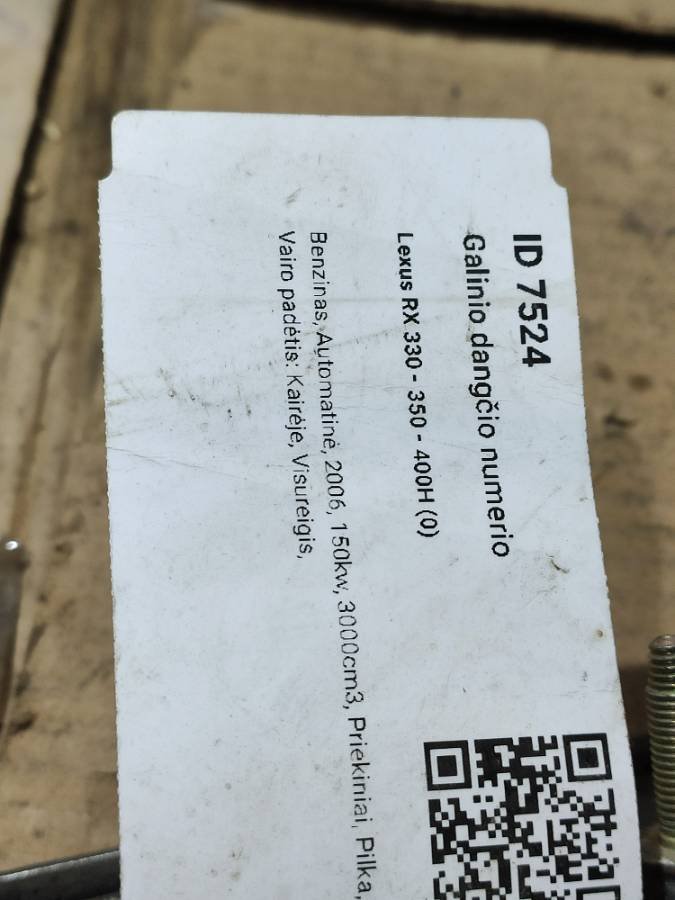 ID 7524
Galinio dangčio numerio
Lexus RX 330 - 350 - 400H (0)
Benzinas, Automatinė, 2006, 150kw, 3000cm3, Priekiniai, Pilka,
Vairo padėtis: Kairėje, Visureigis,